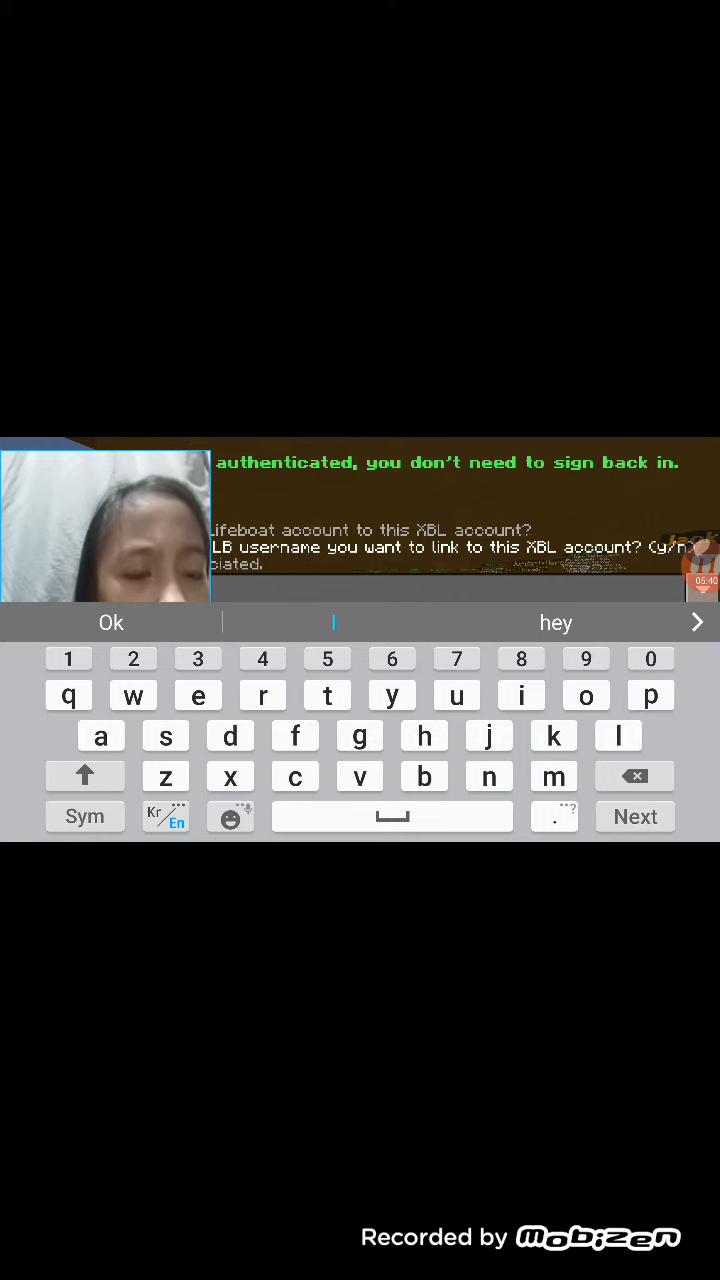 authenticated, you don't need to sign back in.
ifeboat account to this XBL account?
LB username you want to link to this XBL account? (y/n)
ciated.
05:40
Ok
I
hey
1 2 3 4 5 6 7 8 9 0
q w e r t y u i o p
a s d f g h j k l
z x c v b n m
Sym Kr/En . ? Next
Recorded by mobizen